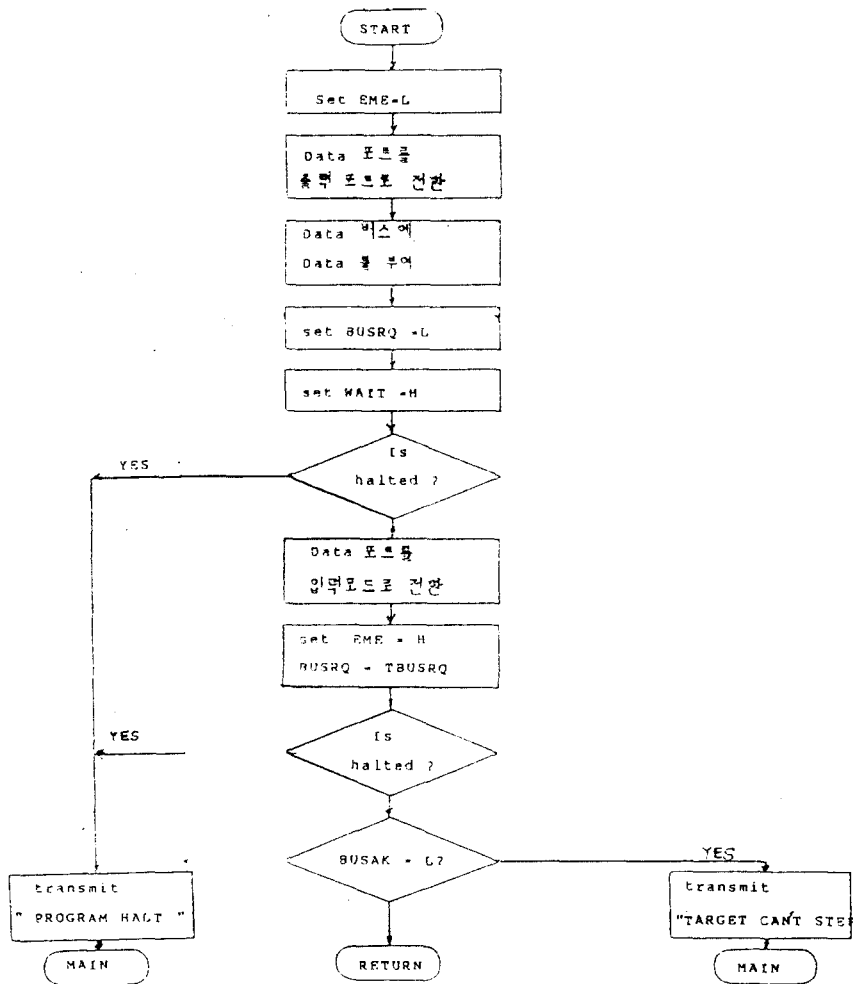 START
Set EME=L
Data 포트를
출력 포트로 전환
Data 버스에
Data 를 부여
set BUSRQ =L
set WAIT =H
Is
halted ?
YES
Data 포트를
입력모드로 전환
set EME = H
BUSRQ = TBUSRQ
Is
halted ?
YES
BUSAK = L?
YES
transmit
" PROGRAM HALT "
MAIN
RETURN
transmit
"TARGET CAN'T STEP
MAIN